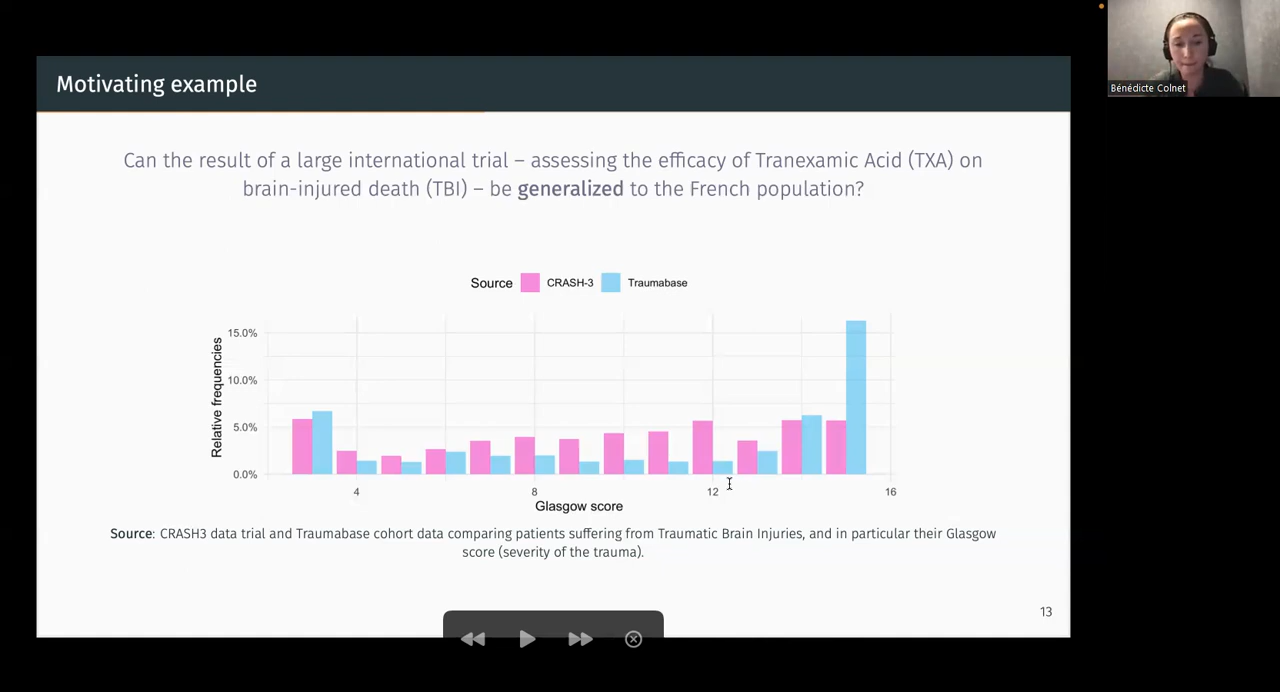 Motivating example
Bénédicte Colnet
Can the result of a large international trial – assessing the efficacy of Tranexamic Acid (TXA) on
brain-injured death (TBI) – be generalized to the French population?
Source CRASH-3 Traumabase
Relative frequencies
15.0%
10.0%
5.0%
0.0%
4 8 12 16
Glasgow score
Source: CRASH3 data trial and Traumabase cohort data comparing patients suffering from Traumatic Brain Injuries, and in particular their Glasgow
score (severity of the trauma).
13